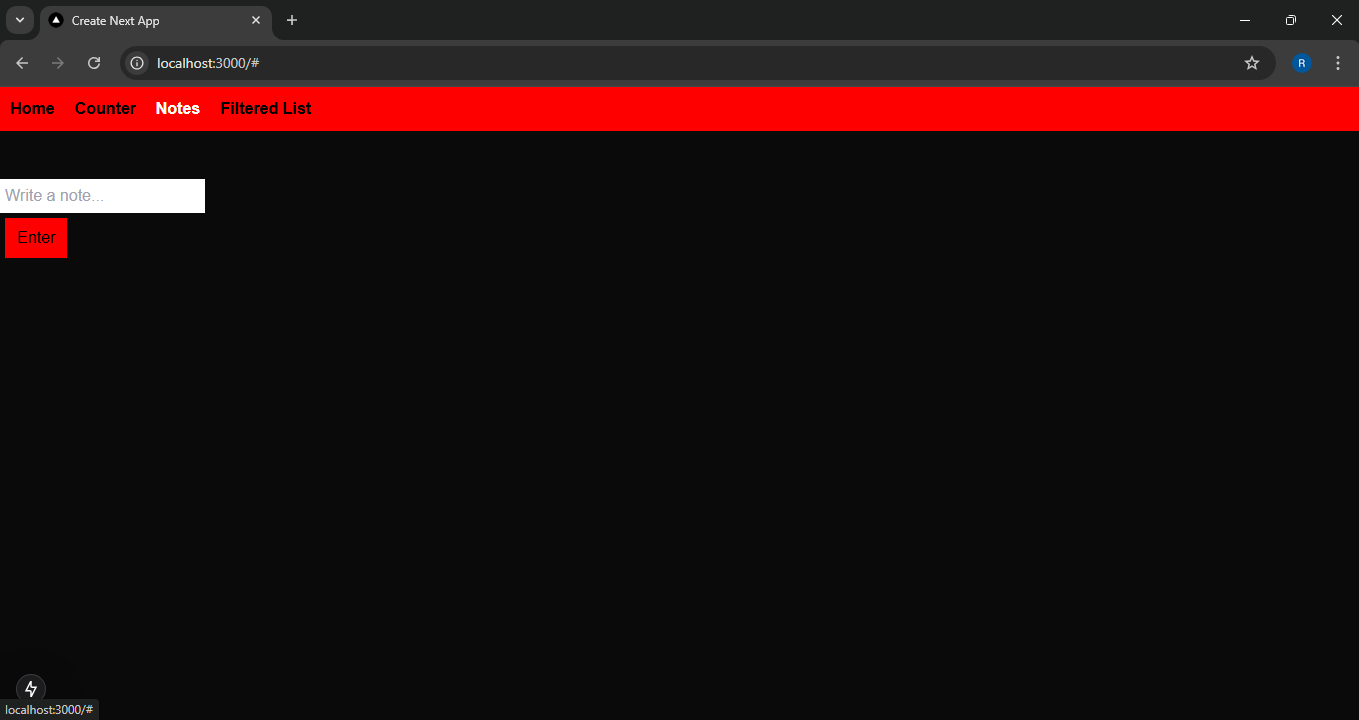 Create Next App
localhost:3000/#
R
Home Counter Notes Filtered List
Write a note...
Enter
localhost:3000/#